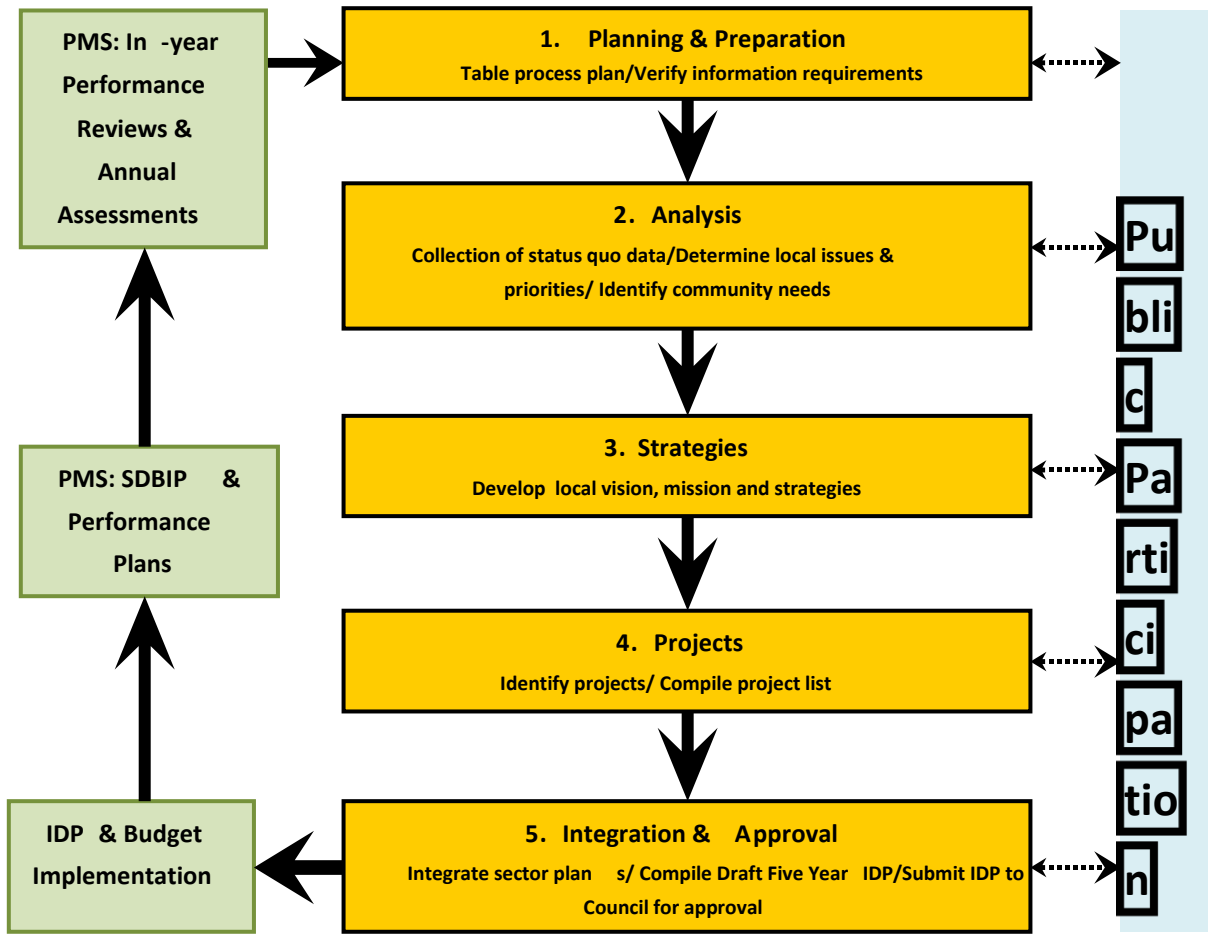 PMS: In -year
Performance
Reviews &
Annual
Assessments
1. Planning & Preparation
Table process plan/Verify information requirements
2. Analysis
Collection of status quo data/Determine local issues &
priorities/ Identify community needs
3. Strategies
Develop local vision, mission and strategies
PMS: SDBIP &
Performance
Plans
4. Projects
Identify projects/ Compile project list
IDP & Budget
Implementation
5. Integration & Approval
Integrate sector plan s/ Compile Draft Five Year IDP/Submit IDP to
Council for approval
Pu
bli
c
Pa
rti
ci
pa
tio
n